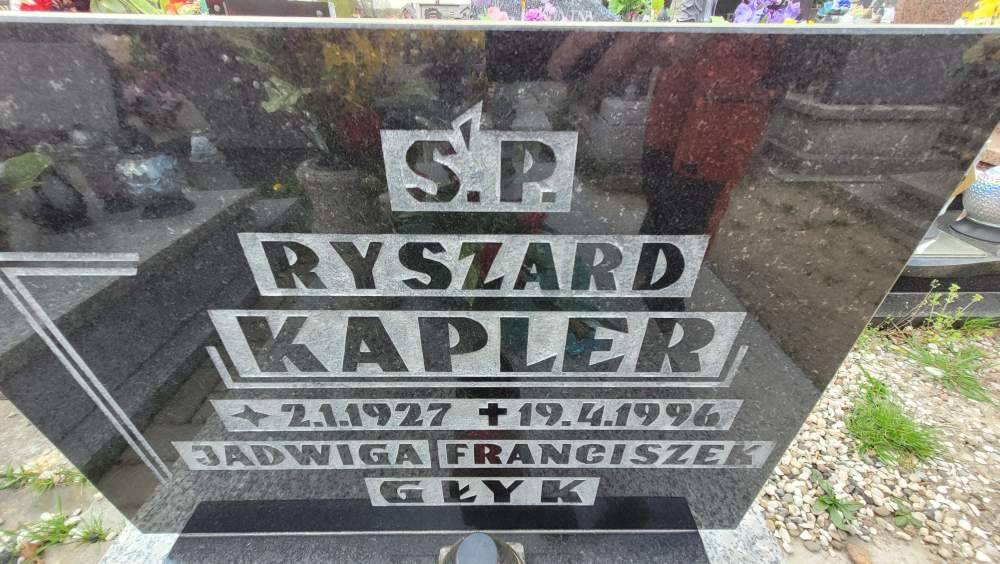 Ś.P.
RYSZARD
KAPLER
2.1.1927 ✝ 19.4.1996
JADWIGA FRANCISZEK
GŁYK